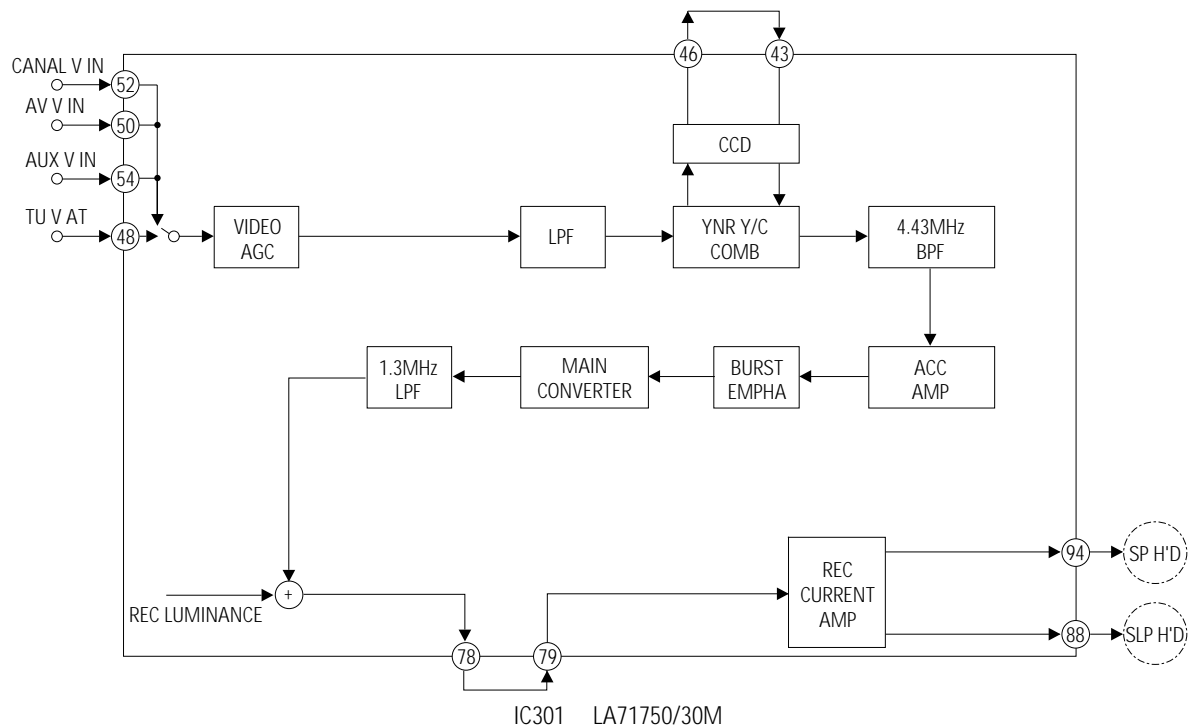 46
43
CANAL V IN
52
AV V IN
50
CCD
AUX V IN
54
TU V AT
48
VIDEO
AGC
LPF
YNR Y/C
COMB
4.43MHz
BPF
1.3MHz
LPF
MAIN
CONVERTER
BURST
EMPHA
ACC
AMP
REC LUMINANCE
+
REC
CURRENT
AMP
94
SP H'D
88
SLP H'D
78
79
IC301 LA71750/30M